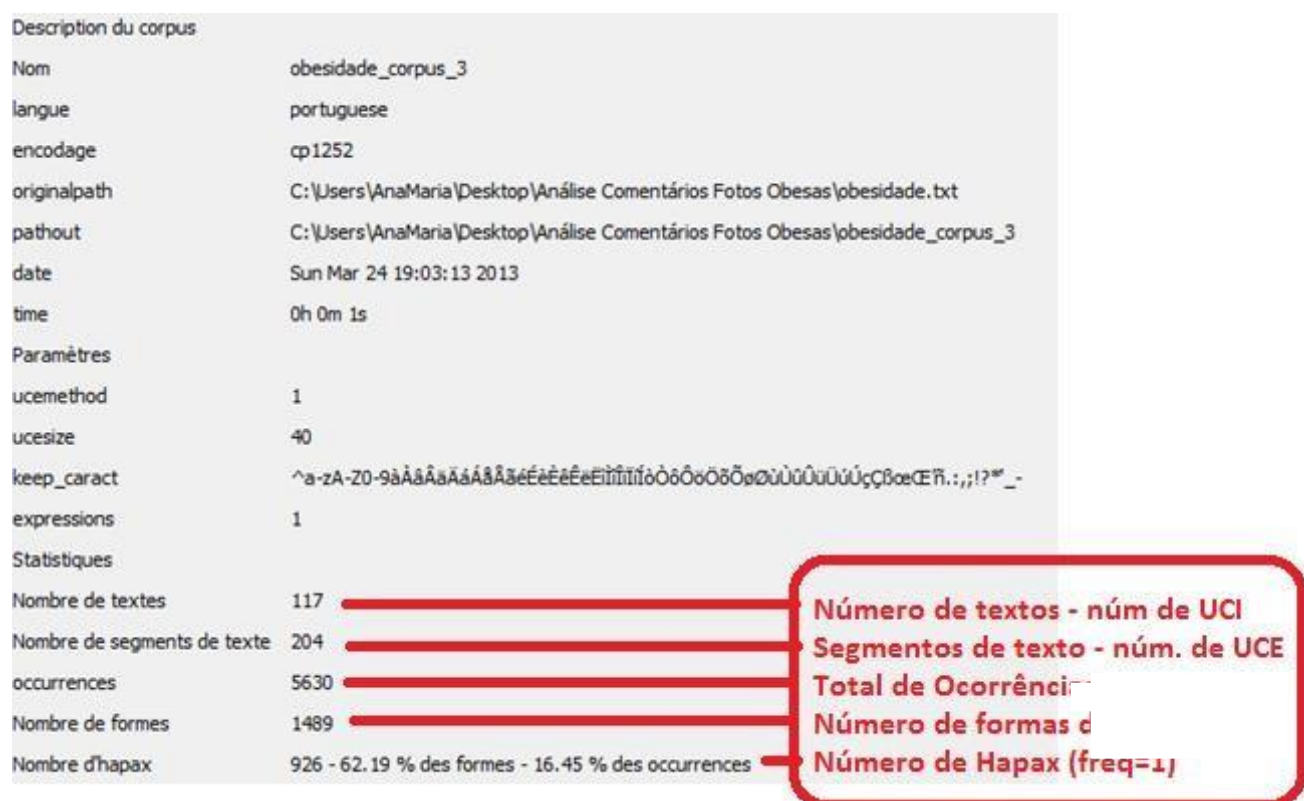 Description du corpus
Nom obesidade_corpus_3
langue portuguese
encodage cp1252
originalpath C:\Users\AnaMaria\Desktop\Análise Comentários Fotos Obesas\obesidade.txt
pathout C:\Users\AnaMaria\Desktop\Análise Comentários Fotos Obesas\obesidade_corpus_3
date Sun Mar 24 19:03:13 2013
time 0h 0m 1s
Paramètres
ucemethod 1
ucesize 40
keep_caract
expressions 1
Statistiques
Nombre de textes 117 Número de textos - núm de UCI
Nombre de segments de texte 204 Segmentos de texto - núm. de UCE
occurrences 5630 Total de
Nombre de formes 1489 Número de formas
Nombre d'hapax 926 - 62.19 % des formes - 16.45 % des occurrences Número de Hapax (freq=1)